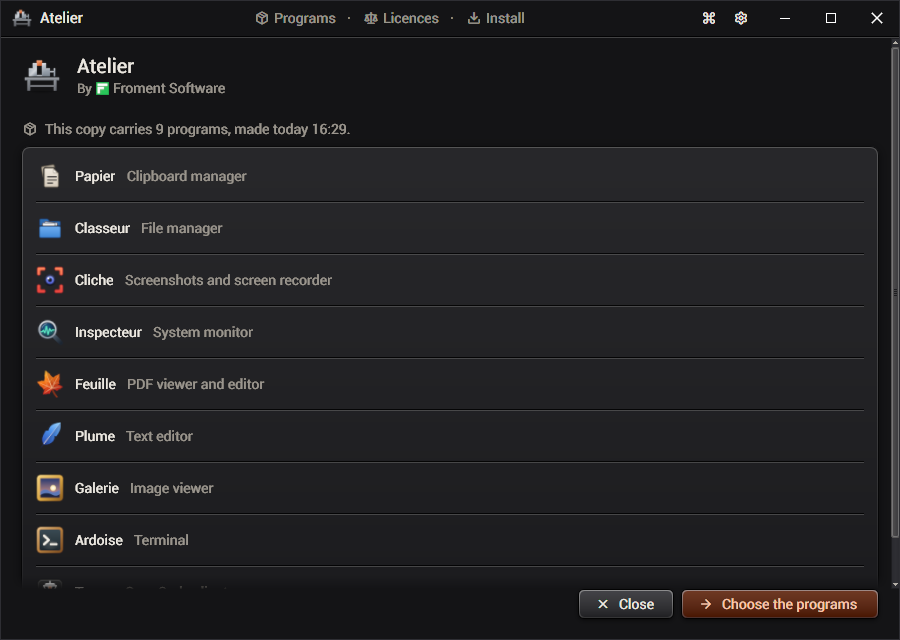 Atelier
Programs · Licences · Install
Atelier
By Froment Software
This copy carries 9 programs, made today 16:29.
Papier Clipboard manager
Classeur File manager
Cliche Screenshots and screen recorder
Inspecteur System monitor
Feuille PDF viewer and editor
Plume Text editor
Galerie Image viewer
Ardoise Terminal
Close
Choose the programs